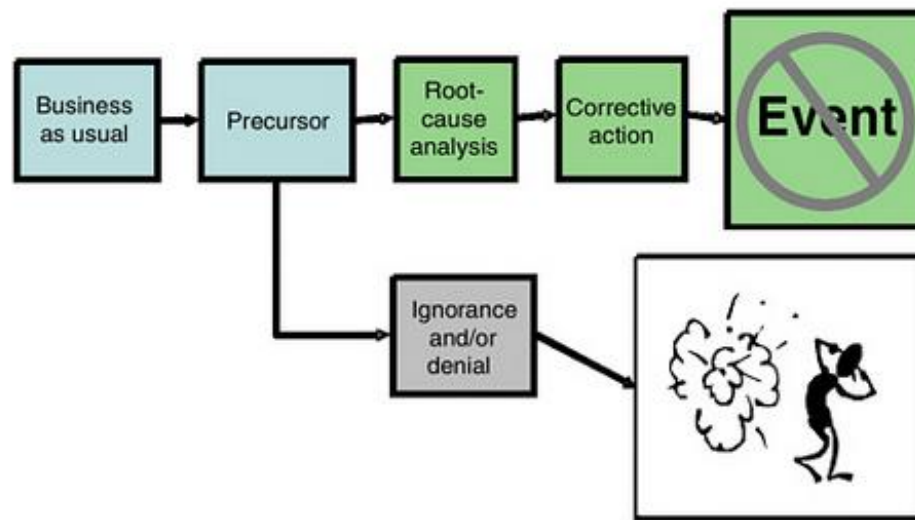 Business
as usual
Precursor
Root-
cause
analysis
Corrective
action
Event
Ignorance
and/or
denial